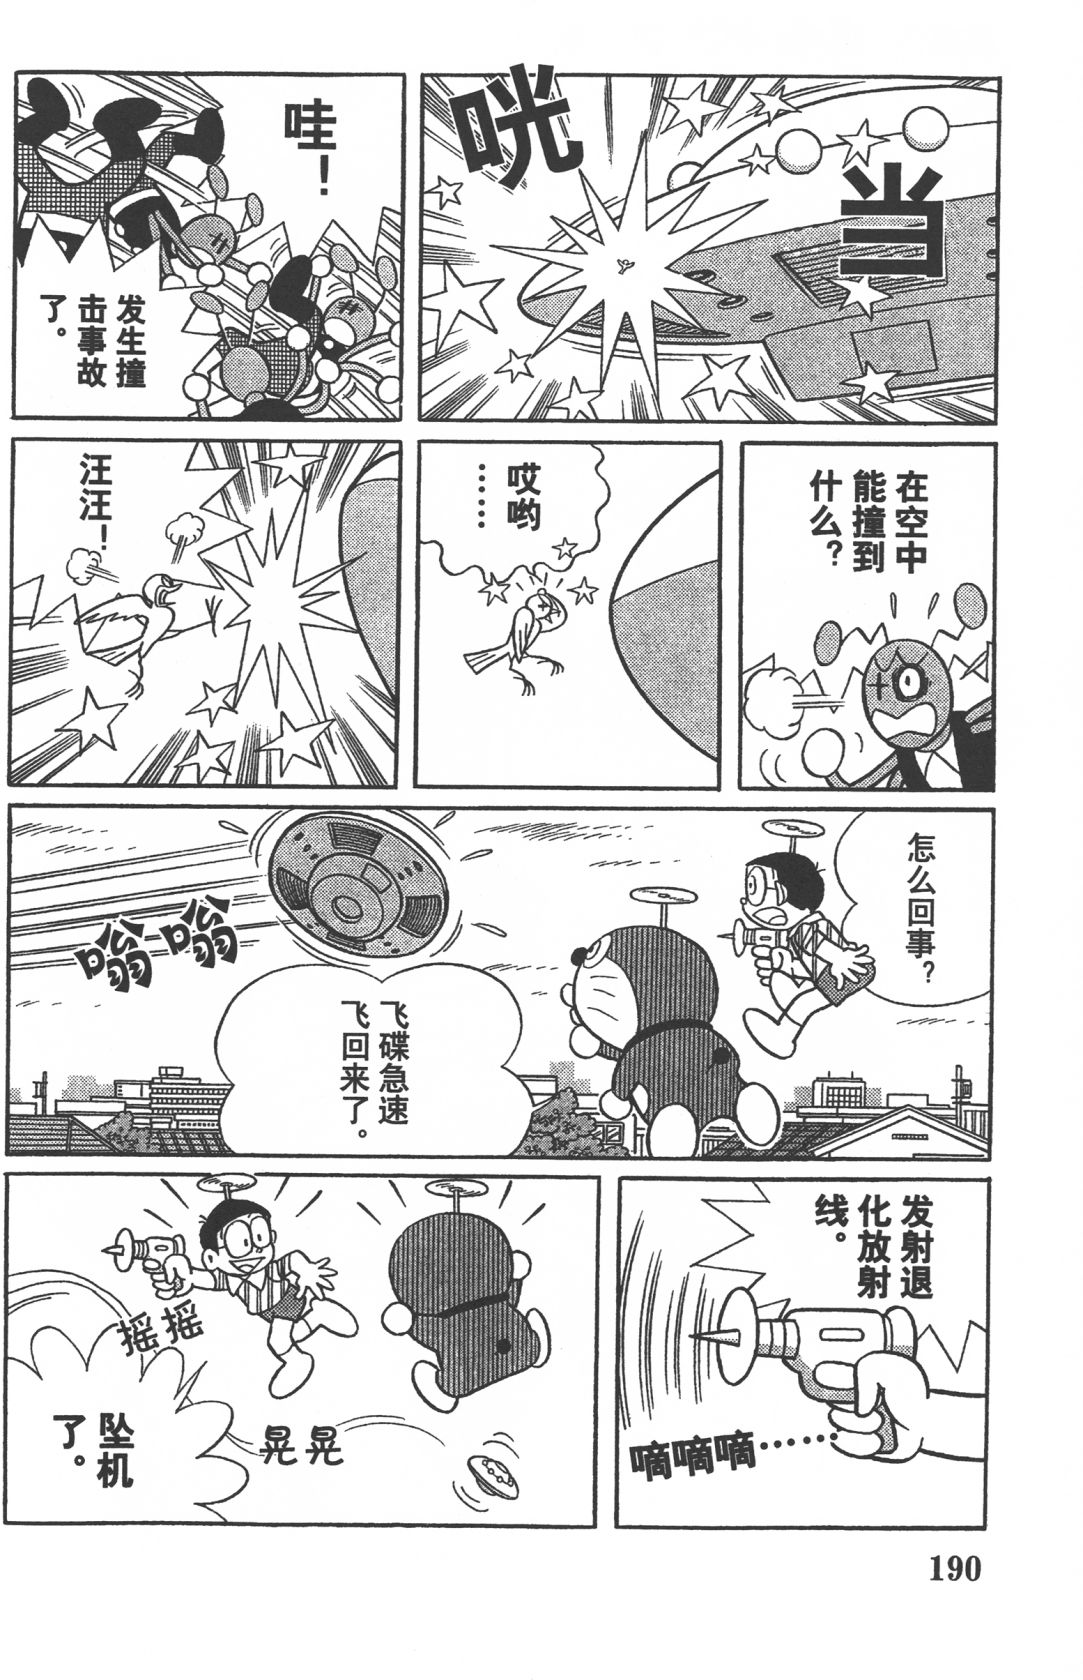 咣
当
哇！
发生撞
击事故
了。
在空中
能撞到
什么？
哎哟
……
汪汪！
怎么回事？
飞碟急速
飞回来了。
嗡嗡
发射退
化放射
线。
嘀嘀嘀……
摇摇
晃晃
坠机
了。
190